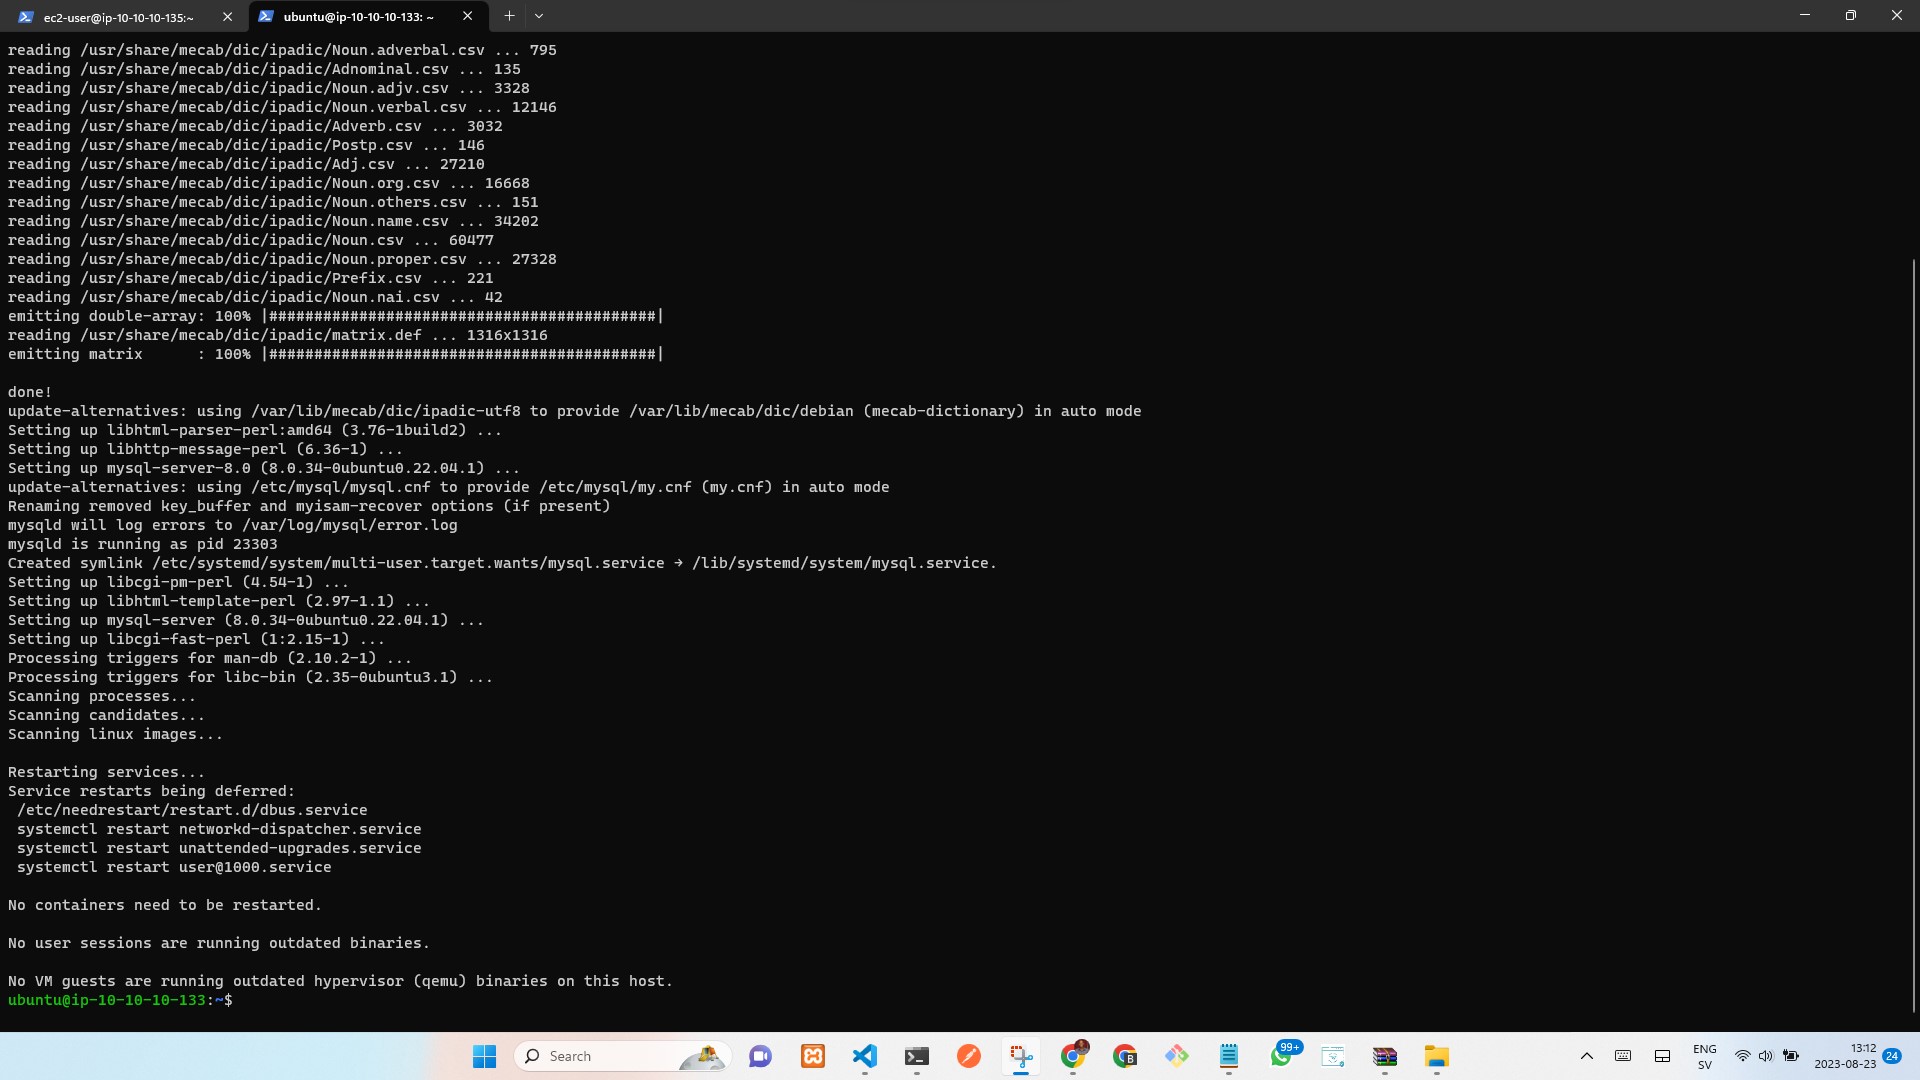 ec2-user@ip-10-10-10-135:~
ubuntu@ip-10-10-10-133: ~
reading /usr/share/mecab/dic/ipadic/Noun.adverbal.csv ... 795
reading /usr/share/mecab/dic/ipadic/Adnominal.csv ... 135
reading /usr/share/mecab/dic/ipadic/Noun.adjv.csv ... 3328
reading /usr/share/mecab/dic/ipadic/Noun.verbal.csv ... 12146
reading /usr/share/mecab/dic/ipadic/Adverb.csv ... 3032
reading /usr/share/mecab/dic/ipadic/Postp.csv ... 146
reading /usr/share/mecab/dic/ipadic/Adj.csv ... 27210
reading /usr/share/mecab/dic/ipadic/Noun.org.csv ... 16668
reading /usr/share/mecab/dic/ipadic/Noun.others.csv ... 151
reading /usr/share/mecab/dic/ipadic/Noun.name.csv ... 34202
reading /usr/share/mecab/dic/ipadic/Noun.csv ... 60477
reading /usr/share/mecab/dic/ipadic/Noun.proper.csv ... 27328
reading /usr/share/mecab/dic/ipadic/Prefix.csv ... 221
reading /usr/share/mecab/dic/ipadic/Noun.nai.csv ... 42
emitting double-array: 100% |###########################################|
reading /usr/share/mecab/dic/ipadic/matrix.def ... 1316x1316
emitting matrix      : 100% |###########################################|
done!
update-alternatives: using /var/lib/mecab/dic/ipadic-utf8 to provide /var/lib/mecab/dic/debian (mecab-dictionary) in auto mode
Setting up libhtml-parser-perl:amd64 (3.76-1build2) ...
Setting up libhttp-message-perl (6.36-1) ...
Setting up mysql-server-8.0 (8.0.34-0ubuntu0.22.04.1) ...
update-alternatives: using /etc/mysql/mysql.cnf to provide /etc/mysql/my.cnf (my.cnf) in auto mode
Renaming removed key_buffer and myisam-recover options (if present)
mysqld will log errors to /var/log/mysql/error.log
mysqld is running as pid 23303
Created symlink /etc/systemd/system/multi-user.target.wants/mysql.service → /lib/systemd/system/mysql.service.
Setting up libcgi-pm-perl (4.54-1) ...
Setting up libhtml-template-perl (2.97-1.1) ...
Setting up mysql-server (8.0.34-0ubuntu0.22.04.1) ...
Setting up libcgi-fast-perl (1:2.15-1) ...
Processing triggers for man-db (2.10.2-1) ...
Processing triggers for libc-bin (2.35-0ubuntu3.1) ...
Scanning processes...
Scanning candidates...
Scanning linux images...
Restarting services...
Service restarts being deferred:
 /etc/needrestart/restart.d/dbus.service
 systemctl restart networkd-dispatcher.service
 systemctl restart unattended-upgrades.service
 systemctl restart user@1000.service
No containers need to be restarted.
No user sessions are running outdated binaries.
No VM guests are running outdated hypervisor (qemu) binaries on this host.
ubuntu@ip-10-10-10-133:~$
Search
B
99+
ENG
SV
13:12
2023-08-23
24